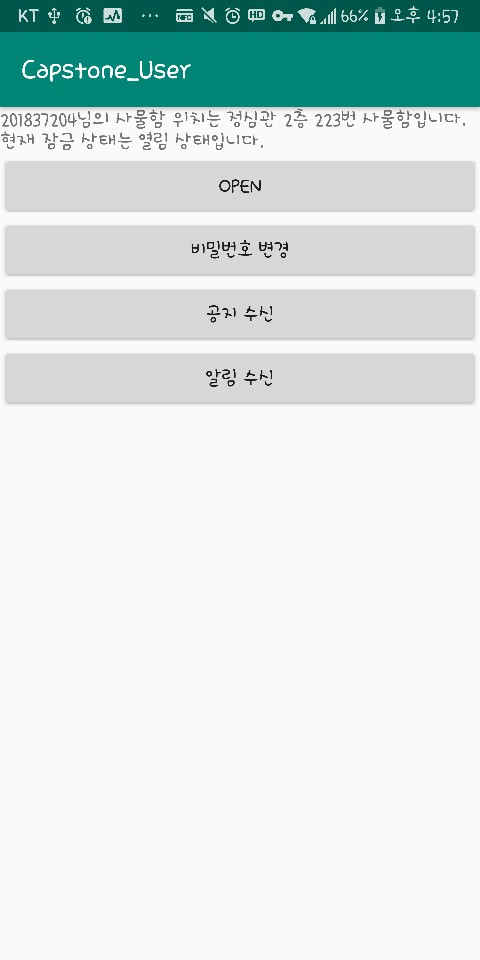 KT 66% 오후 4:57
Capstone_User
201837204님의 사물함 위치는 정심관 2층 223번 사물함입니다.
현재 잠금 상태는 열림 상태입니다.
OPEN
비밀번호 변경
공지 수신
알림 수신